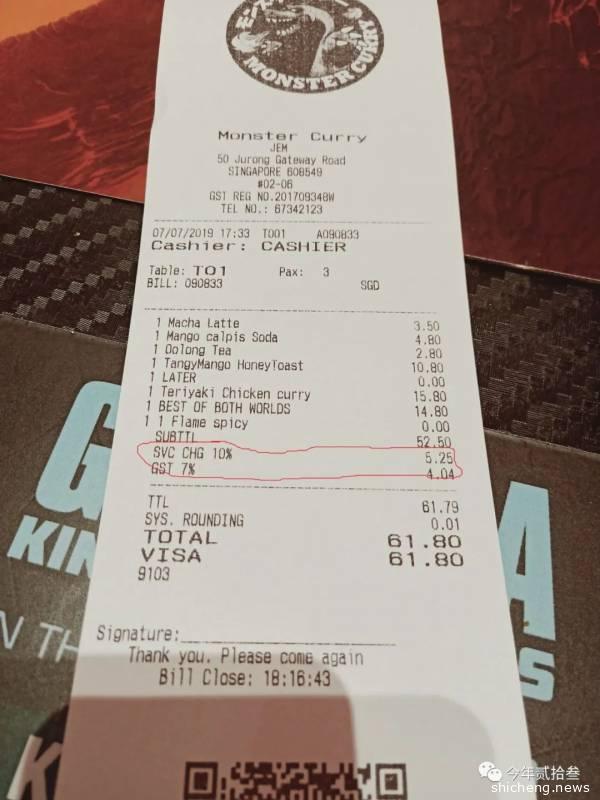 MONSTER CURRY
Monster Curry
JEM
50 Jurong Gateway Road
SINGAPORE 608549
#02-06
GST REG NO.201709348W
TEL NO.: 67342123
07/07/2019 17:33 T001 A090833
Cashier: CASHIER
Table: TO1 Pax: 3
BILL: 090833 SGD
1 Macha Latte 3.50
1 Mango calpis Soda 4.80
1 Oolong Tea 2.80
1 TangyMango HoneyToast 10.80
1 LATER 0.00
1 Teriyaki Chicken curry 15.80
1 BEST OF BOTH WORLDS 14.80
1 1 Flame spicy 0.00
SUBTTL 52.50
SVC CHG 10% 5.25
GST 7% 4.04
TTL 61.79
SYS. ROUNDING 0.01
TOTAL 61.80
VISA 61.80
9103
Signature:
Thank you. Please come again
Bill Close: 18:16:43
G A
KIN S
N TH
K
今年贰拾叁
shicheng.news